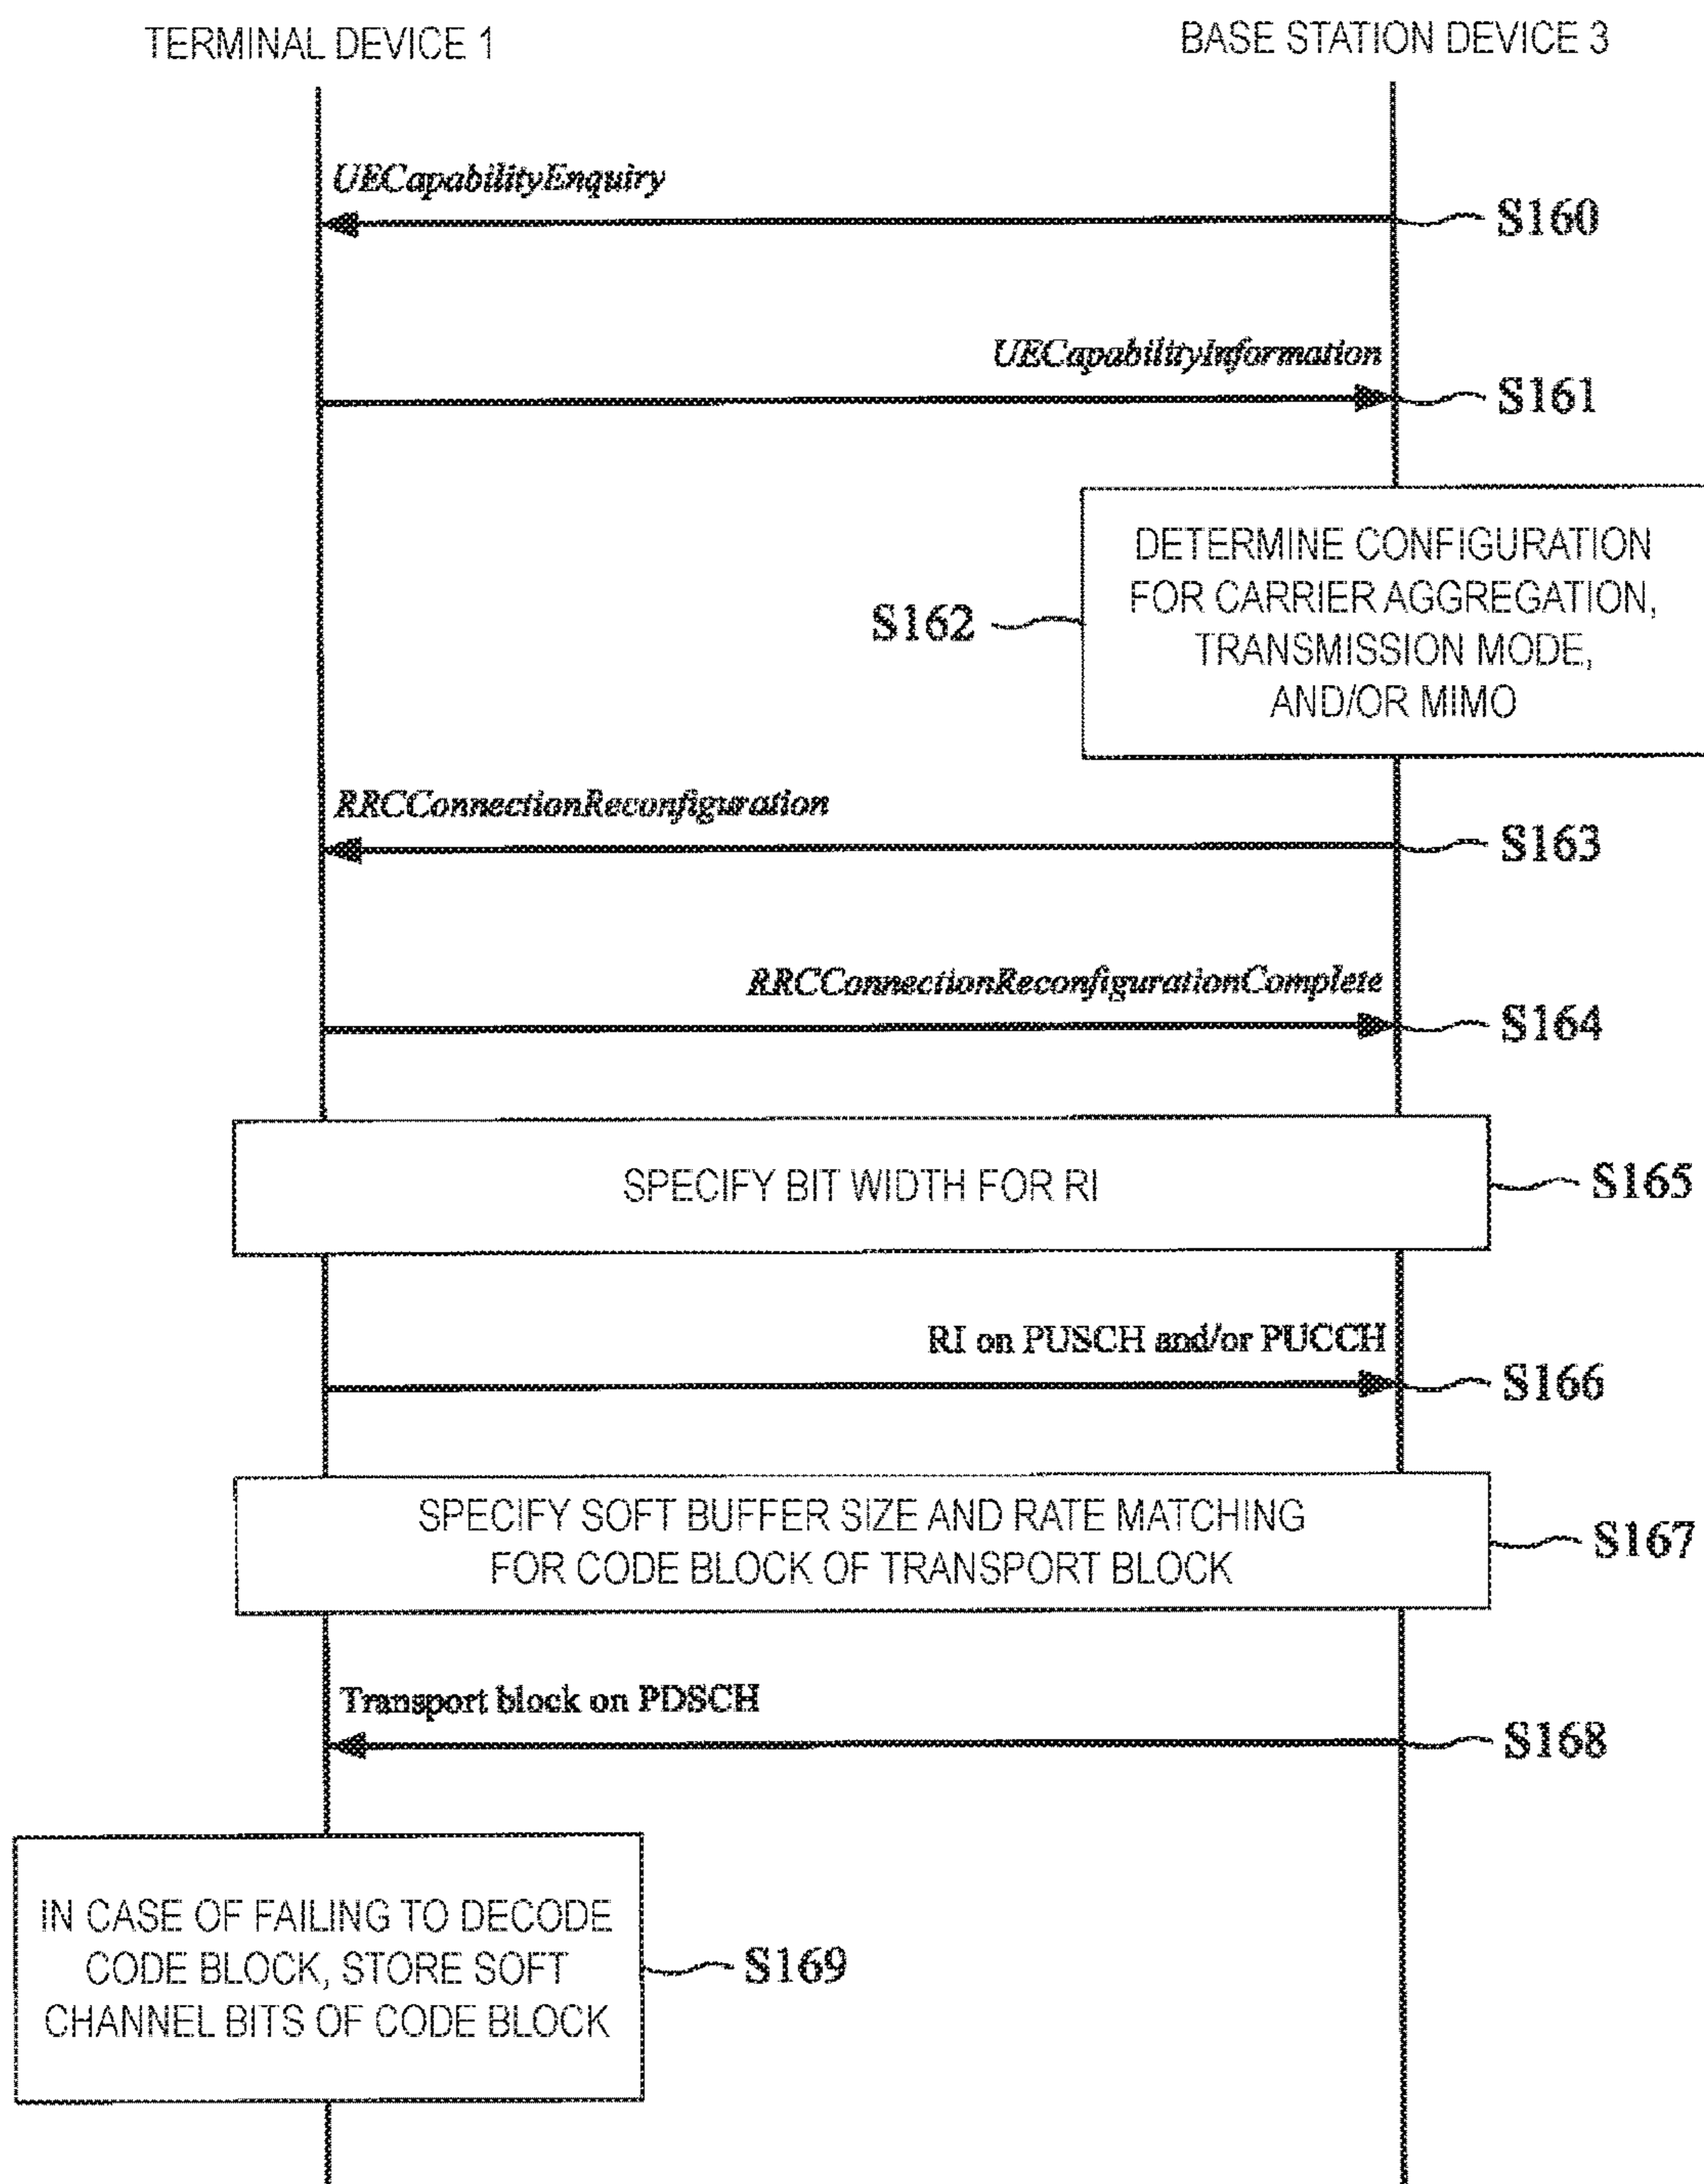 TERMINAL DEVICE 1
BASE STATION DEVICE 3
UECapabilityEnquiry
S160
UECapabilityInformation
S161
DETERMINE CONFIGURATION
FOR CARRIER AGGREGATION,
TRANSMISSION MODE,
AND/OR MIMO
S162
RRCConnectionReconfiguration
S163
RRCConnectionReconfigurationComplete
S164
SPECIFY BIT WIDTH FOR RI
S165
RI on PUSCH and/or PUCCH
S166
SPECIFY SOFT BUFFER SIZE AND RATE MATCHING
FOR CODE BLOCK OF TRANSPORT BLOCK
S167
Transport block on PDSCH
S168
IN CASE OF FAILING TO DECODE
CODE BLOCK, STORE SOFT
CHANNEL BITS OF CODE BLOCK
S169